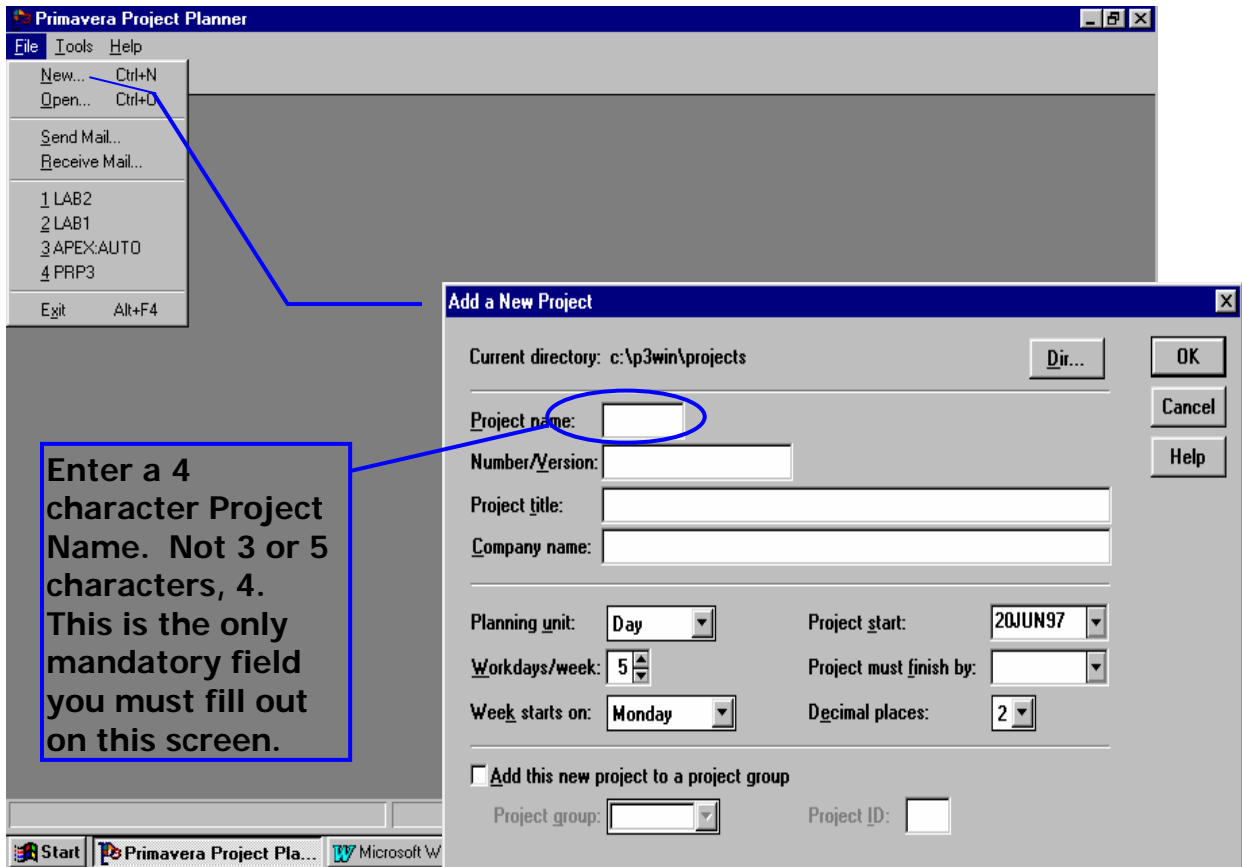 Primavera Project Planner
File Tools Help
New... Ctrl+N
Open... Ctrl+O
Send Mail...
Receive Mail...
1 LAB2
2 LAB1
3 APEX:AUTO
4 PRP3
Exit Alt+F4
Add a New Project
Current directory: c:\p3win\projects
Dir...
OK
Project name:
Cancel
Number/Version:
Help
Project title:
Company name:
Enter a 4
character Project
Name. Not 3 or 5
characters, 4.
This is the only
mandatory field
you must fill out
on this screen.
Planning unit: Day
Project start: 20JUN97
Workdays/week: 5
Project must finish by:
Week starts on: Monday
Decimal places: 2
Add this new project to a project group
Project group:
Project ID:
Start
Primavera Project Pla...
Microsoft W